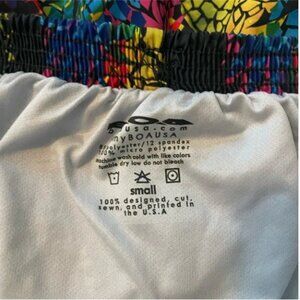 BOA
boausa.com
myBOAUSA
polyester/12 spandex
100% micro polyester
machine wash cold with like colors
tumble dry low do not bleach
small
100% designed, cut,
sewn, and printed in
the U.S.A